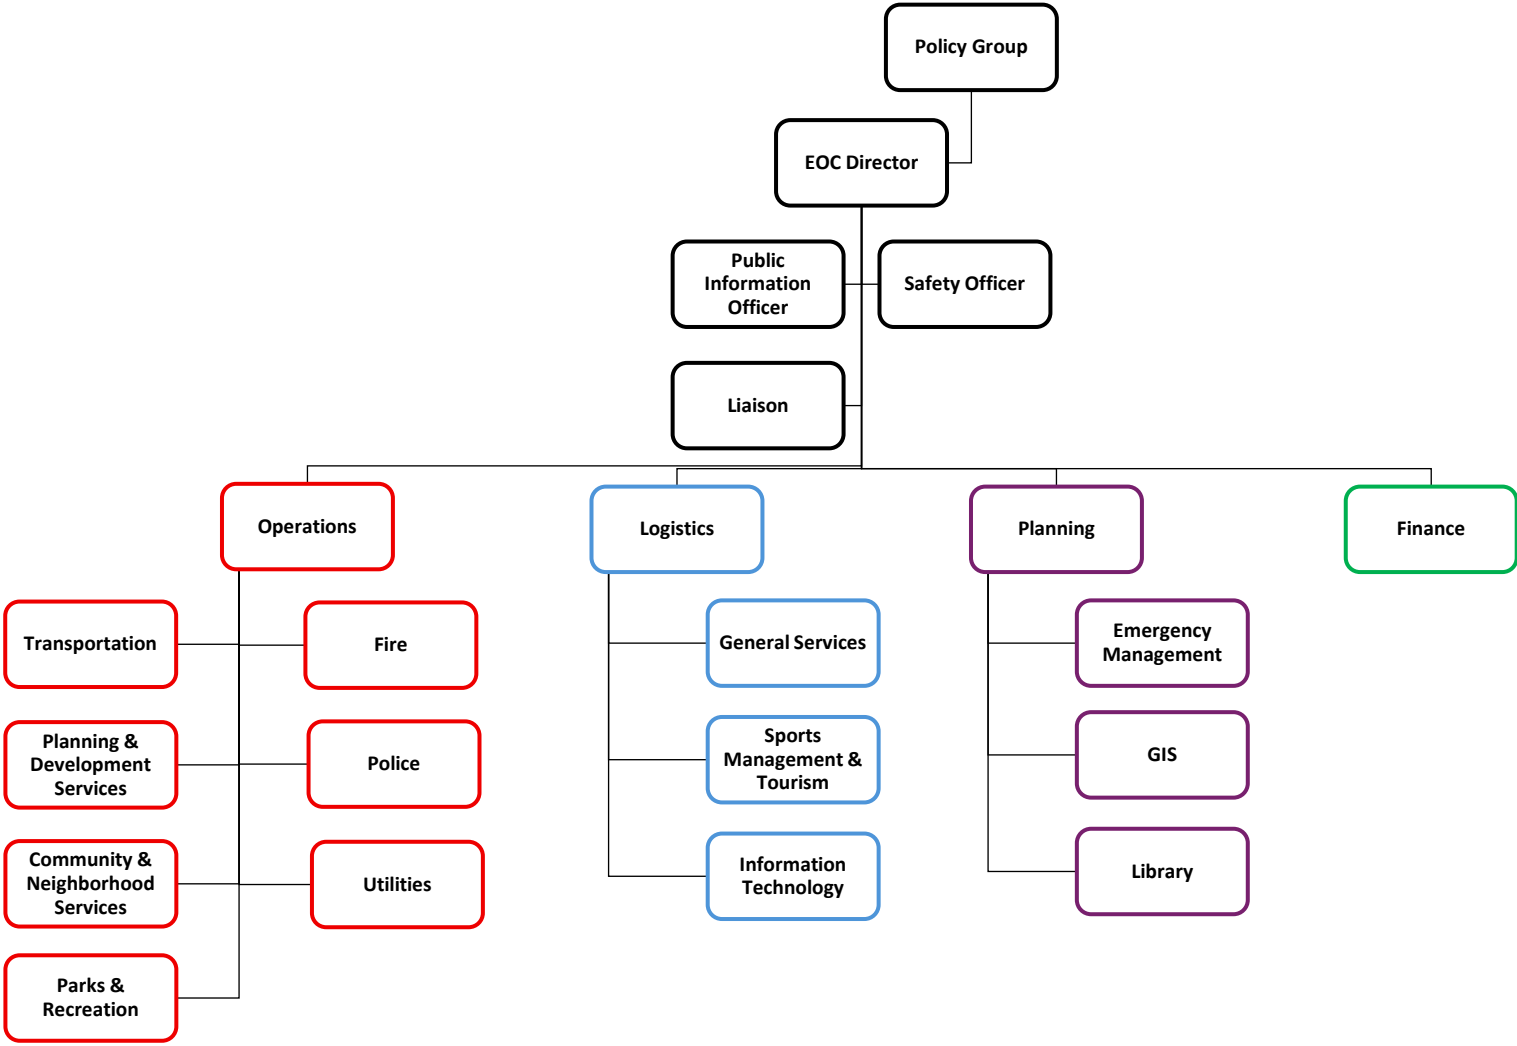 Policy Group
EOC Director
Public
Information
Officer
Safety Officer
Liaison
Operations
Logistics
Planning
Finance
Transportation
Fire
General Services
Emergency
Management
Planning &
Development
Services
Police
Sports
Management &
Tourism
GIS
Community &
Neighborhood
Services
Utilities
Information
Technology
Library
Parks &
Recreation